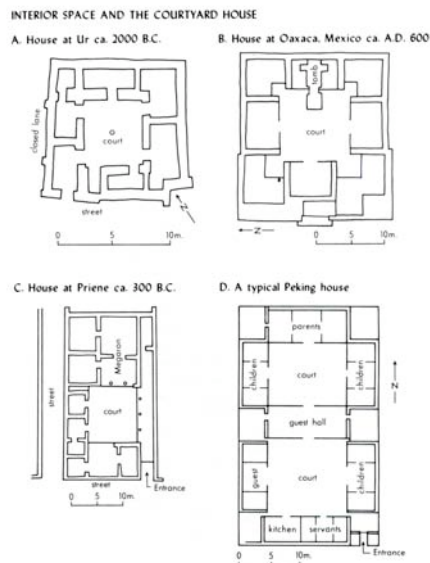 INTERIOR SPACE AND THE COURTYARD HOUSE
A. House at Ur ca. 2000 B.C.
closed lane
court
street
N
0 5 10m.
B. House at Oaxaca, Mexico ca. A.D. 600
tomb
court
N
0 5 10m.
C. House at Priene ca. 300 B.C.
street
Megaron
court
street
Entrance
0 5 10m.
D. A typical Peking house
parents
children
court
children
N
guest hall
guest
court
children
kitchen
servants
Entrance
0 5 10m.